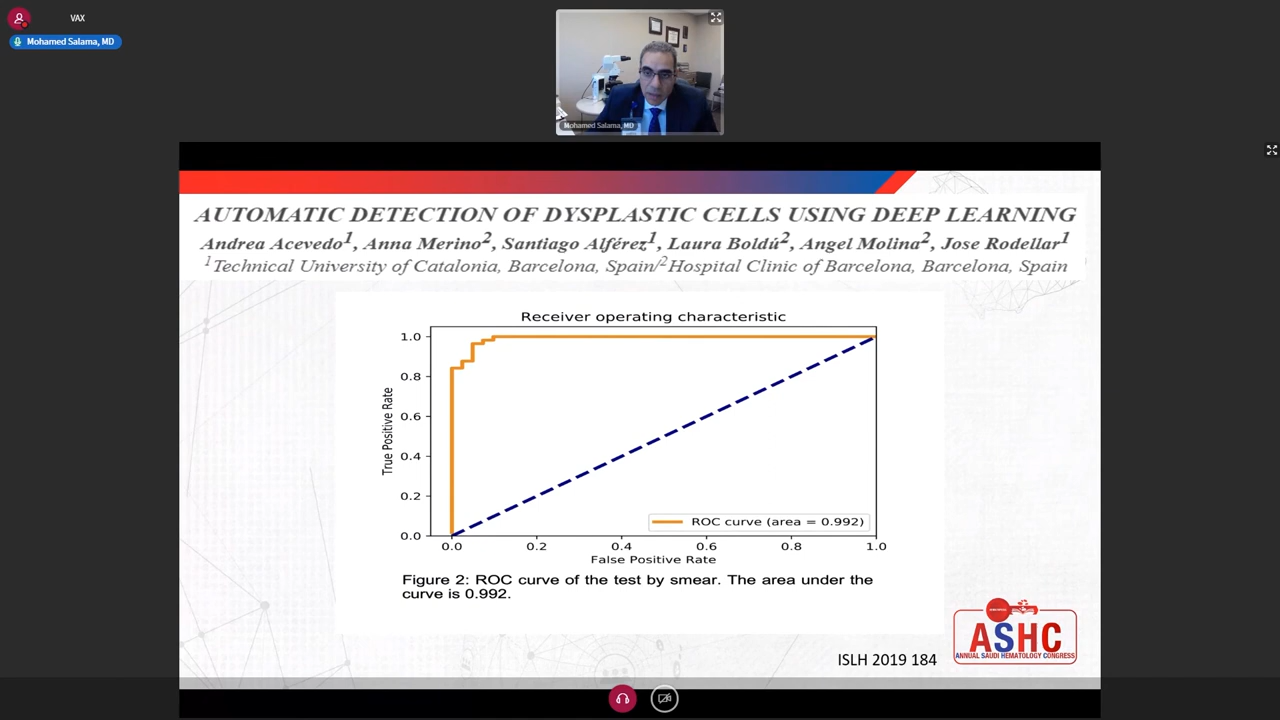 VAX
Mohamed Salama, MD
Mohamed Salama, MD
AUTOMATIC DETECTION OF DYSPLASTIC CELLS USING DEEP LEARNING
Andrea Acevedo1, Anna Merino2, Santiago Alférez1, Laura Boldú2, Angel Molina2, Jose Rodellar1
1Technical University of Catalonia, Barcelona, Spain/2Hospital Clinic of Barcelona, Barcelona, Spain
Receiver operating characteristic
True Positive Rate
1.0
0.8
0.6
0.4
0.2
0.0
ROC curve (area = 0.992)
0.0 0.2 0.4 0.6 0.8 1.0
False Positive Rate
Figure 2: ROC curve of the test by smear. The area under the
curve is 0.992.
ASHC
ANNUAL SAUDI HEMATOLOGY CONGRESS
ISLH 2019 184